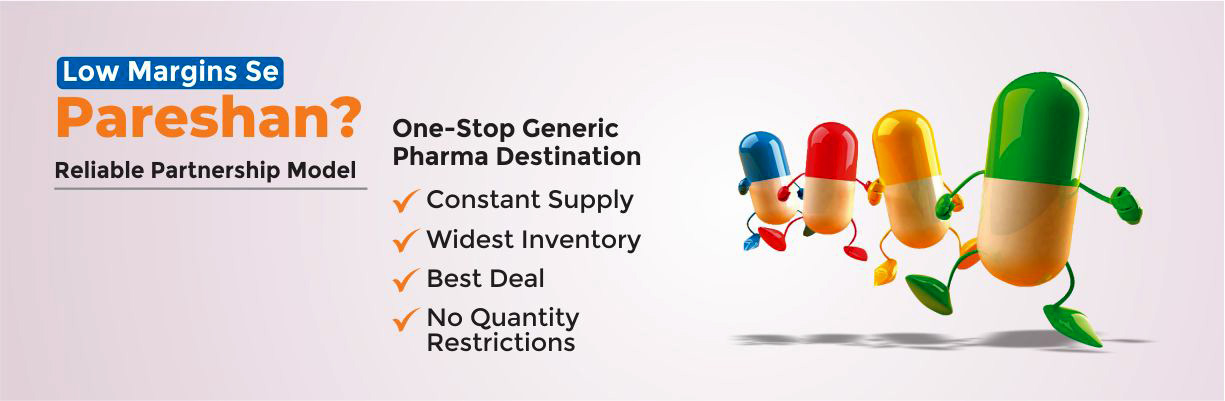 Low Margins Se
Pareshan?
Reliable Partnership Model
One-Stop Generic
Pharma Destination
Constant Supply
Widest Inventory
Best Deal
No Quantity
Restrictions